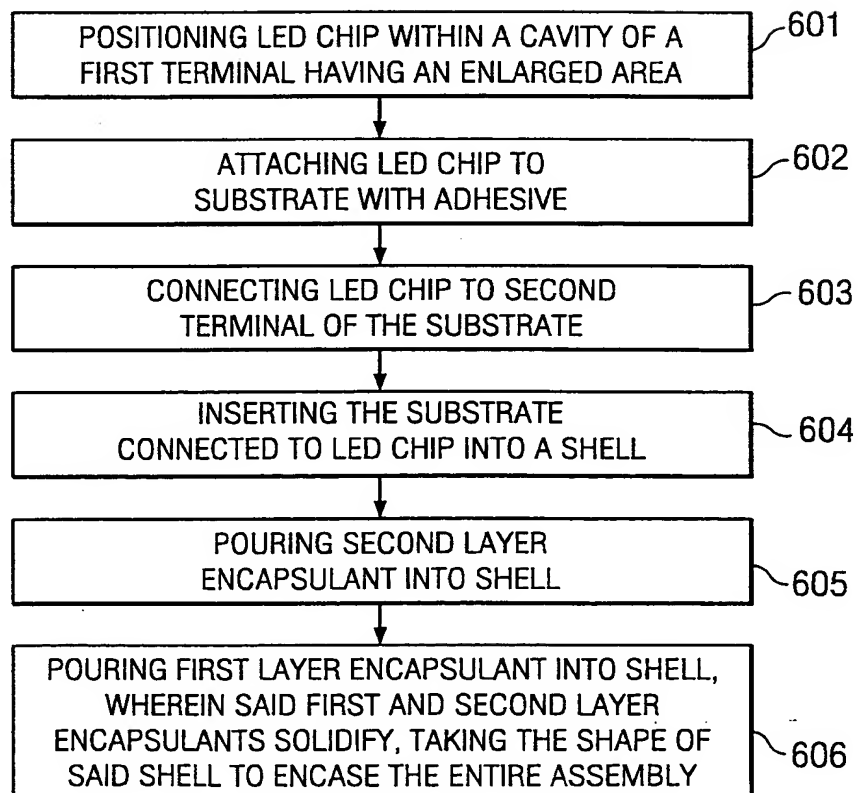 POSITIONING LED CHIP WITHIN A CAVITY OF A
FIRST TERMINAL HAVING AN ENLARGED AREA
601
ATTACHING LED CHIP TO
SUBSTRATE WITH ADHESIVE
602
CONNECTING LED CHIP TO SECOND
TERMINAL OF THE SUBSTRATE
603
INSERTING THE SUBSTRATE
CONNECTED TO LED CHIP INTO A SHELL
604
POURING SECOND LAYER
ENCAPSULANT INTO SHELL
605
POURING FIRST LAYER ENCAPSULANT INTO SHELL,
WHEREIN SAID FIRST AND SECOND LAYER
ENCAPSULANTS SOLIDIFY, TAKING THE SHAPE OF
SAID SHELL TO ENCASE THE ENTIRE ASSEMBLY
606